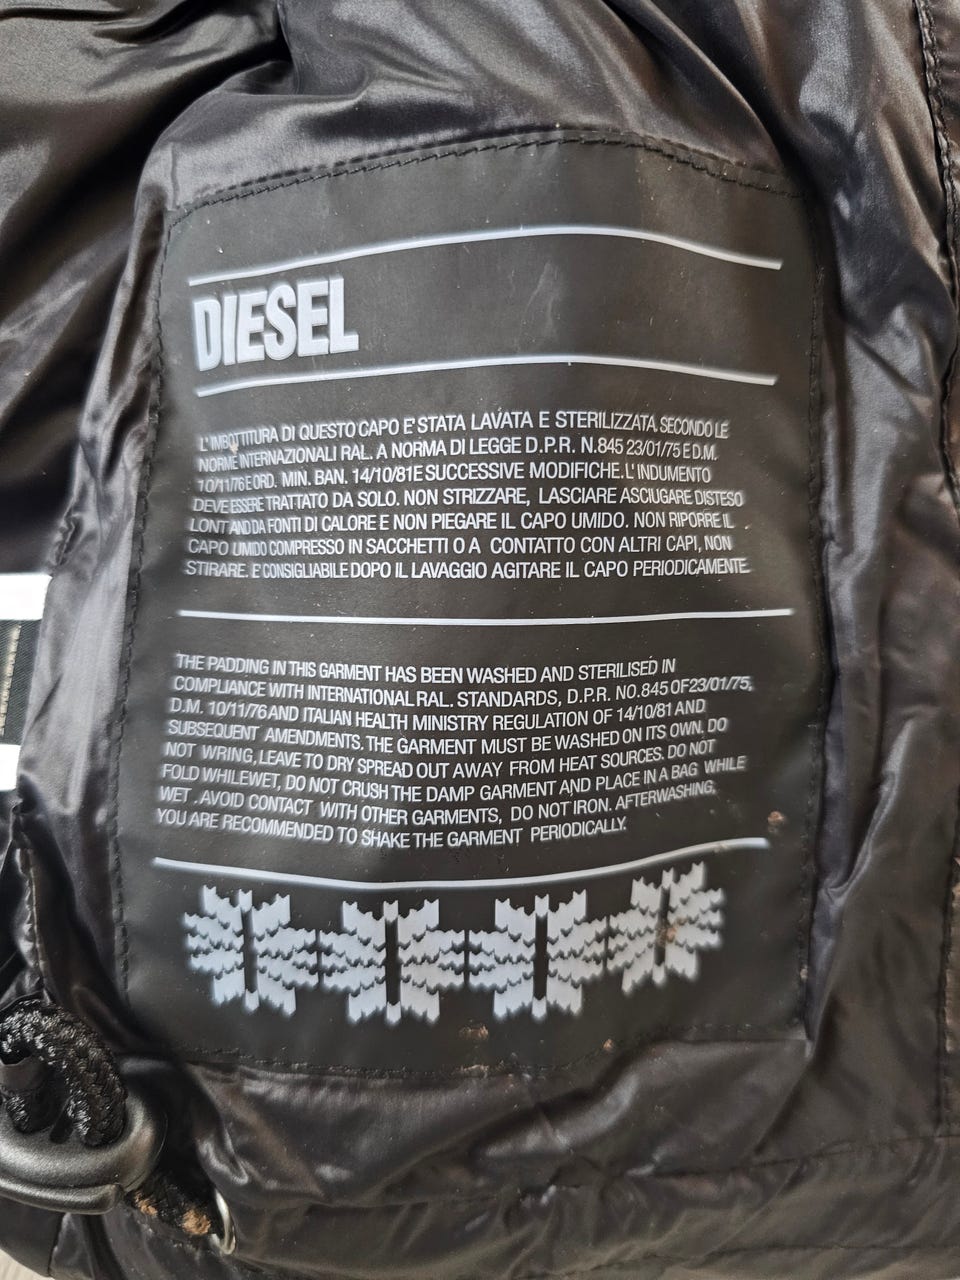 DIESEL
L'IMBOTTITURA DI QUESTO CAPO E' STATA LAVATA E STERILIZZATA SECONDO LE
NORME INTERNAZIONALI RAL. A NORMA DI LEGGE D.P.R. N.845 23/01/75 E D.M.
10/11/76 E ORD. MIN. BAN. 14/10/81 E SUCCESSIVE MODIFICHE. L' INDUMENTO
DEVE ESSERE TRATTATO DA SOLO. NON STRIZZARE, LASCIARE ASCIUGARE DISTESO
LONTANO DA FONTI DI CALORE E NON PIEGARE IL CAPO UMIDO. NON RIPORRE IL
CAPO UMIDO COMPRESSO IN SACCHETTI O A CONTATTO CON ALTRI CAPI, NON
STIRARE. E' CONSIGLIABILE DOPO IL LAVAGGIO AGITARE IL CAPO PERIODICAMENTE.
THE PADDING IN THIS GARMENT HAS BEEN WASHED AND STERILISED IN
COMPLIANCE WITH INTERNATIONAL RAL. STANDARDS, D.P.R. NO.845 OF 23/01/75,
D.M. 10/11/76 AND ITALIAN HEALTH MINISTRY REGULATION OF 14/10/81 AND
SUBSEQUENT AMENDMENTS. THE GARMENT MUST BE WASHED ON ITS OWN. DO
NOT WRING, LEAVE TO DRY SPREAD OUT AWAY FROM HEAT SOURCES. DO NOT
FOLD WHILE WET, DO NOT CRUSH THE DAMP GARMENT AND PLACE IN A BAG WHILE
WET . AVOID CONTACT WITH OTHER GARMENTS, DO NOT IRON. AFTER WASHING,
YOU ARE RECOMMENDED TO SHAKE THE GARMENT PERIODICALLY.